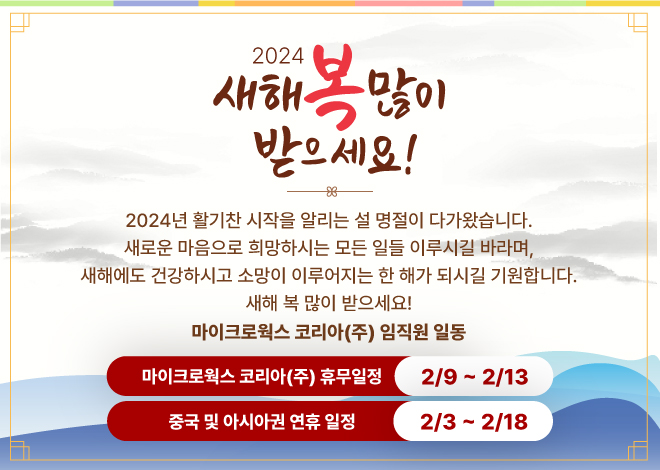 2024
새해 복 많이
받으세요!
2024년 활기찬 시작을 알리는 설 명절이 다가왔습니다.
새로운 마음으로 희망하시는 모든 일들 이루시길 바라며,
새해에도 건강하시고 소망이 이루어지는 한 해가 되시길 기원합니다.
새해 복 많이 받으세요!
마이크로웍스 코리아(주) 임직원 일동
마이크로웍스 코리아(주) 휴무일정 2/9 ~ 2/13
중국 및 아시아권 연휴 일정 2/3 ~ 2/18